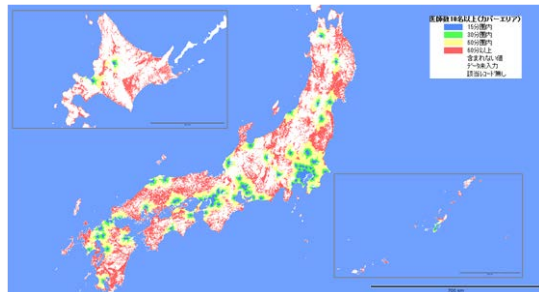 医師数10名以上(カバーエリア)
15分圏内
30分圏内
60分圏内
60分以上
含まれない値
データ未入力
該当レコード無し